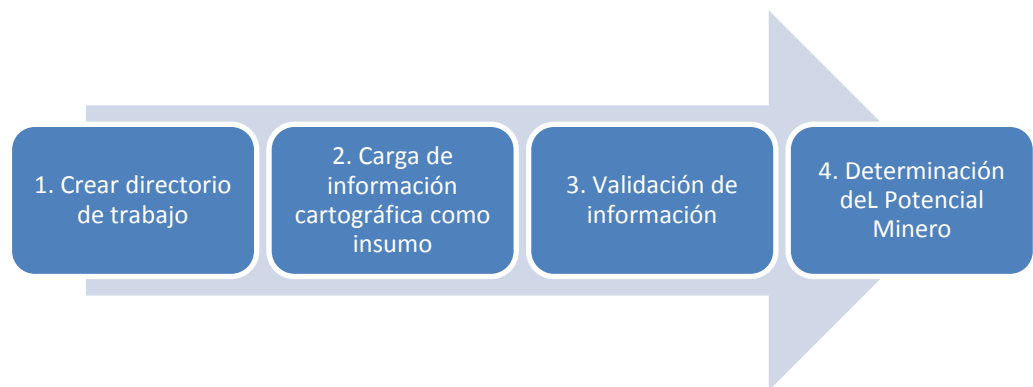 1. Crear directorio
de trabajo
2. Carga de
información
cartográfica como
insumo
3. Validación de
información
4. Determinación
deL Potencial
Minero